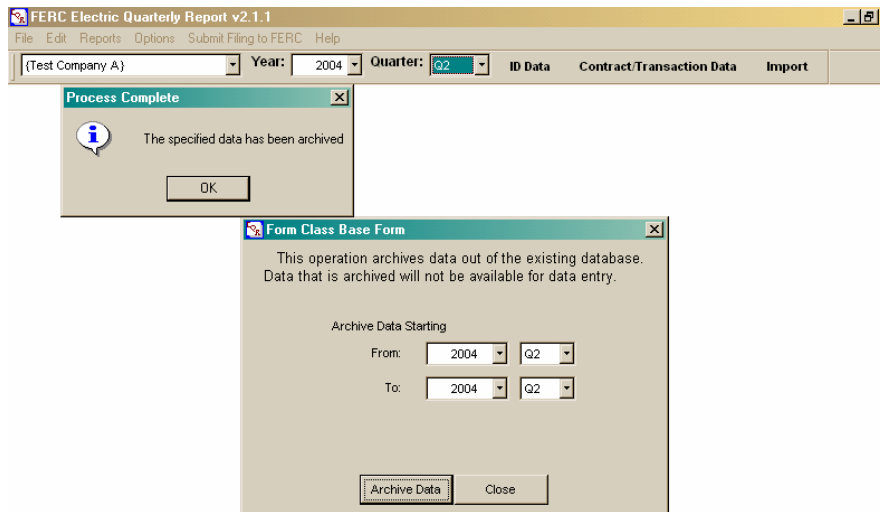 FERC Electric Quarterly Report v2.1.1
File Edit Reports Options Submit Filing to FERC Help
{Test Company A} Year: 2004 Quarter: Q2 ID Data Contract/Transaction Data Import
Process Complete
The specified data has been archived
OK
Form Class Base Form
This operation archives data out of the existing database.
Data that is archived will not be available for data entry.
Archive Data Starting
From: 2004 Q2
To: 2004 Q2
Archive Data Close